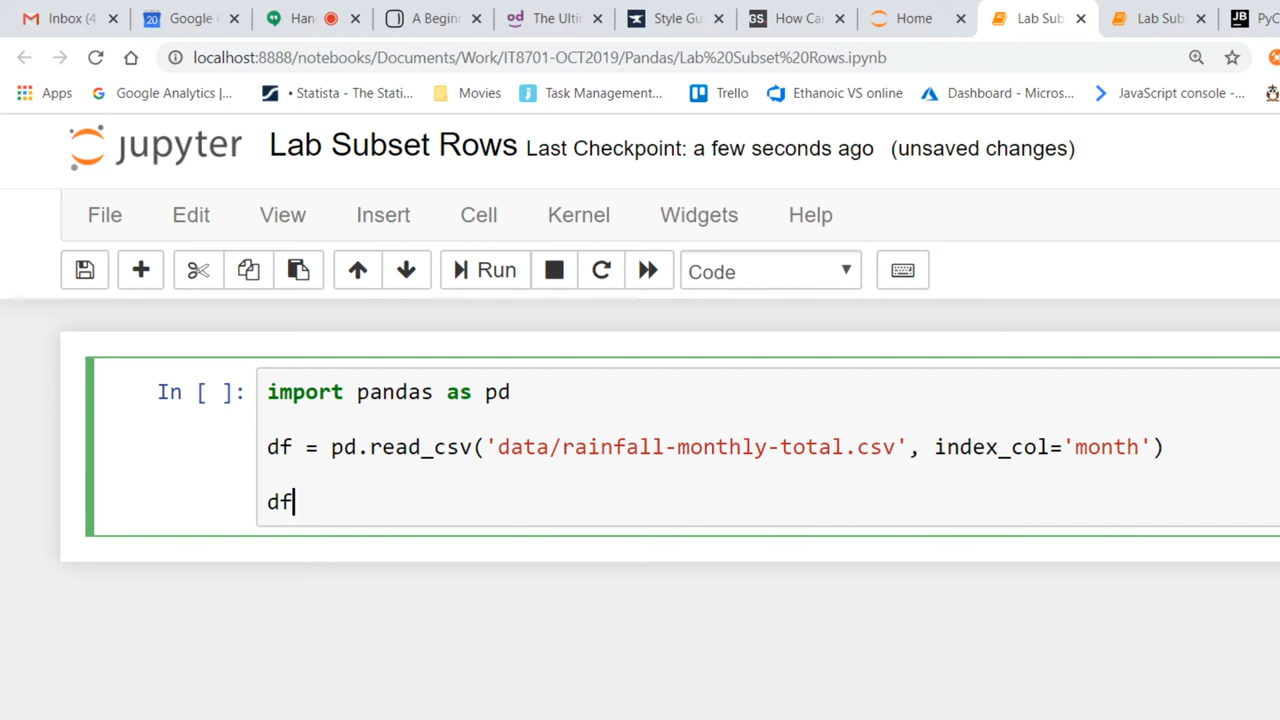 Inbox (4
20
Google
Han
A Begin
The Ulti
Style Gu
GS
How Ca
Home
Lab Sub
Lab Sub
JB
PyC
localhost:8888/notebooks/Documents/Work/IT8701-OCT2019/Pandas/Lab%20Subset%20Rows.ipynb
Apps
Google Analytics |...
• Statista - The Stati...
Movies
Task Management...
Trello
Ethanoic VS online
Dashboard - Micros...
JavaScript console -...
jupyter
Lab Subset Rows
Last Checkpoint: a few seconds ago (unsaved changes)
File
Edit
View
Insert
Cell
Kernel
Widgets
Help
Run
Code
In [ ]:
import pandas as pd
df = pd.read_csv('data/rainfall-monthly-total.csv', index_col='month')
df